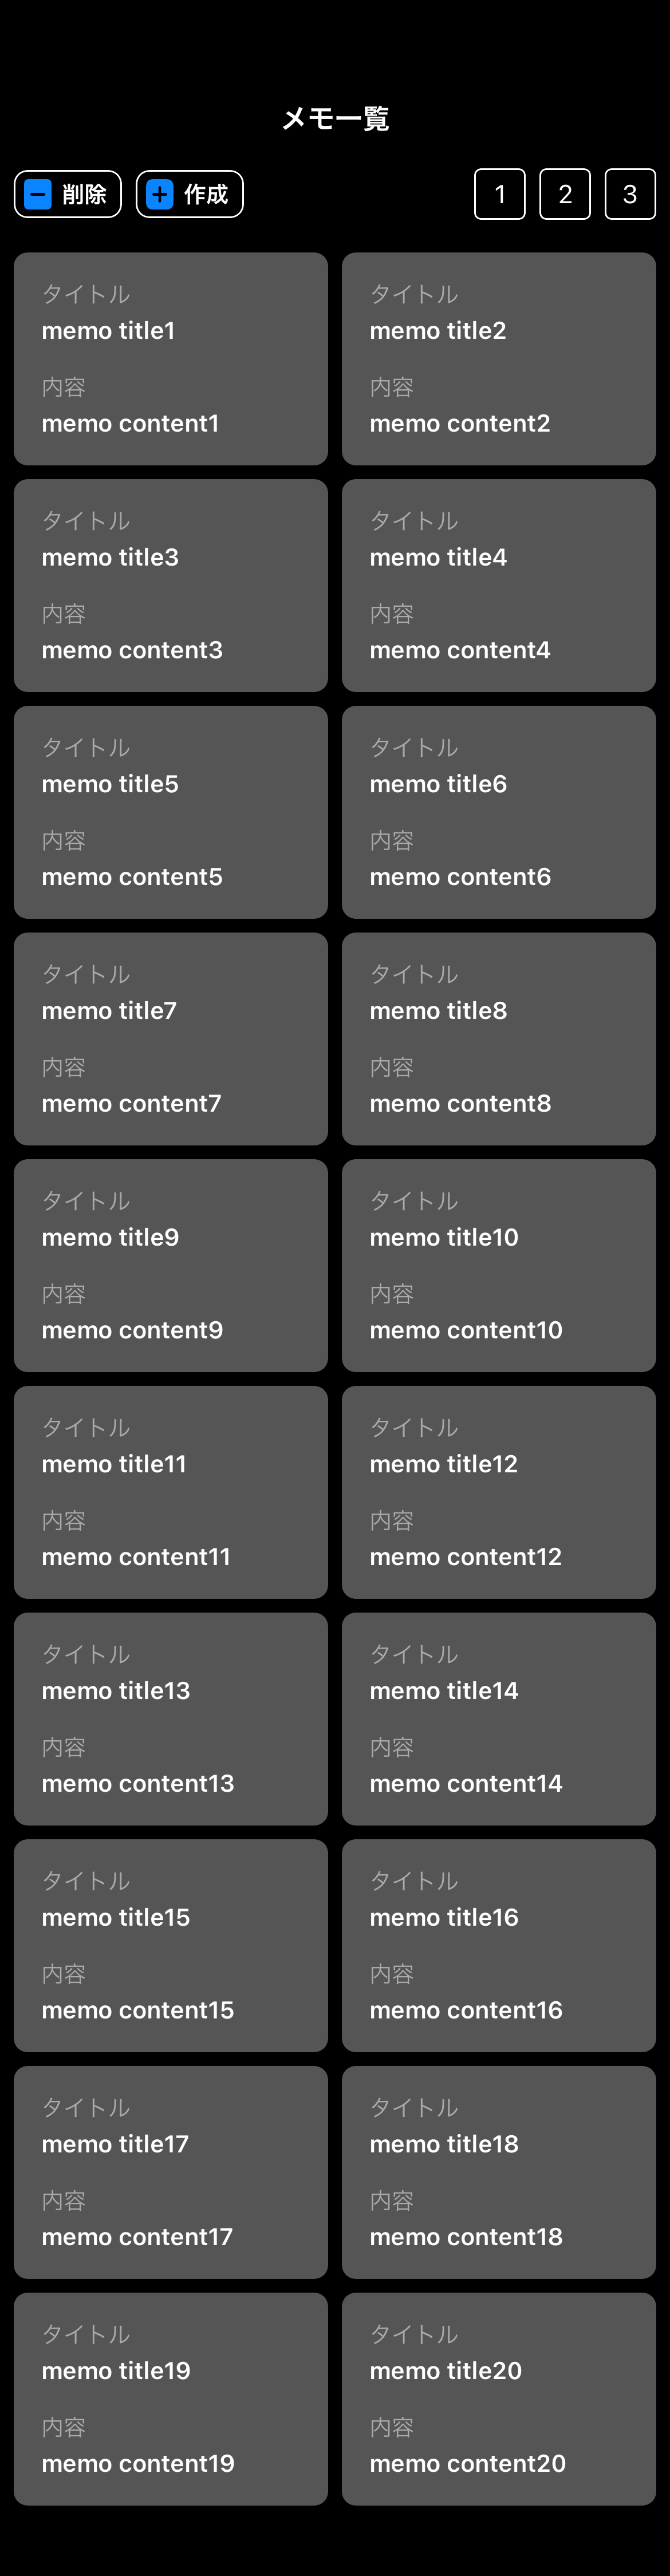 メモ一覧
削除 作成 1 2 3
タイトル
memo title1
内容
memo content1
タイトル
memo title2
内容
memo content2
タイトル
memo title3
内容
memo content3
タイトル
memo title4
内容
memo content4
タイトル
memo title5
内容
memo content5
タイトル
memo title6
内容
memo content6
タイトル
memo title7
内容
memo content7
タイトル
memo title8
内容
memo content8
タイトル
memo title9
内容
memo content9
タイトル
memo title10
内容
memo content10
タイトル
memo title11
内容
memo content11
タイトル
memo title12
内容
memo content12
タイトル
memo title13
内容
memo content13
タイトル
memo title14
内容
memo content14
タイトル
memo title15
内容
memo content15
タイトル
memo title16
内容
memo content16
タイトル
memo title17
内容
memo content17
タイトル
memo title18
内容
memo content18
タイトル
memo title19
内容
memo content19
タイトル
memo title20
内容
memo content20